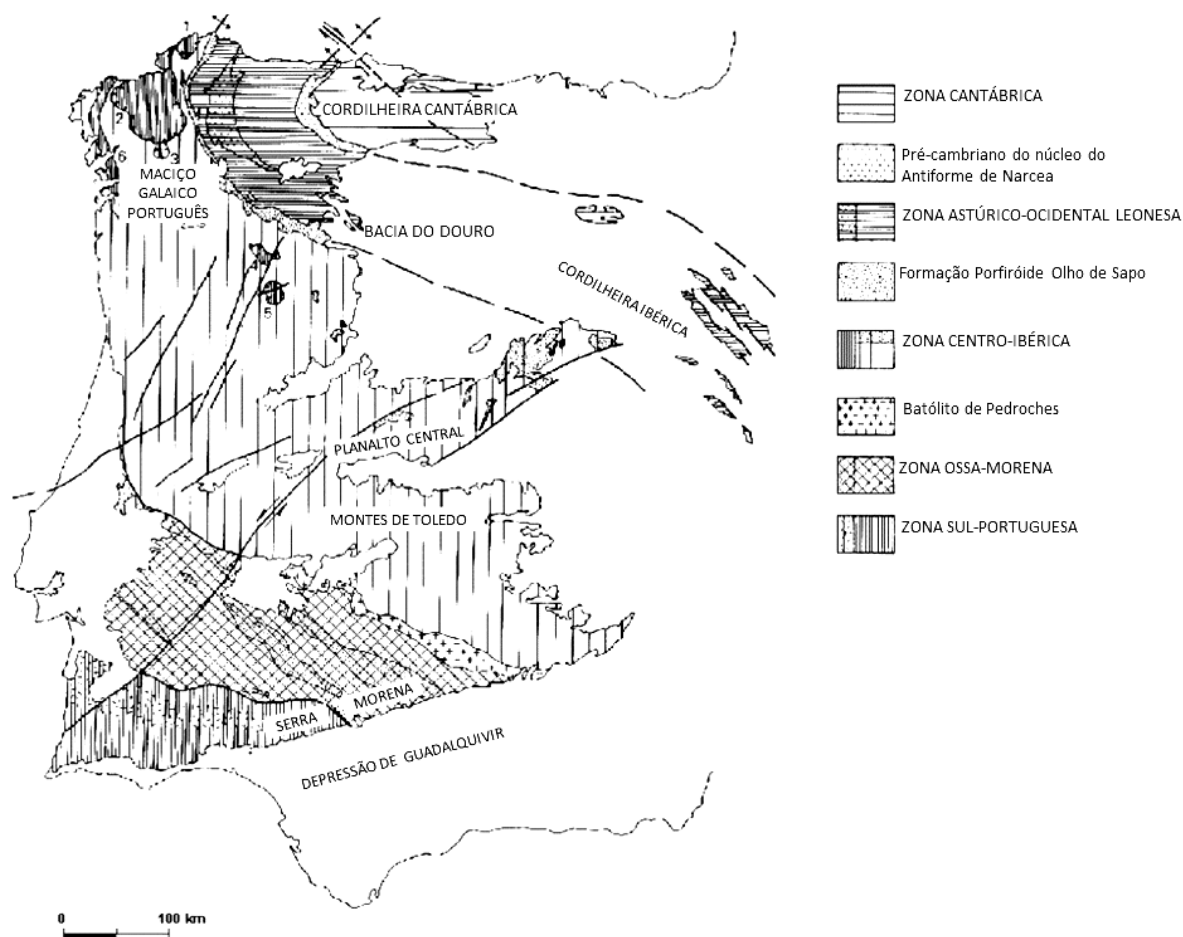 1
CORDILHEIRA CANTÁBRICA
2
6
3
MACIÇO
GALAICO
PORTUGUÊS
BACIA DO DOURO
CORDILHEIRA IBÉRICA
5
PLANALTO CENTRAL
MONTES DE TOLEDO
SERRA MORENA
DEPRESSÃO DE GUADALQUIVIR
0 100 km
ZONA CANTÁBRICA
Pré-cambriano do núcleo do
Antiforme de Narcea
ZONA ASTÚRICO-OCIDENTAL LEONESA
Formação Porfiróide Olho de Sapo
ZONA CENTRO-IBÉRICA
Batólito de Pedroches
ZONA OSSA-MORENA
ZONA SUL-PORTUGUESA